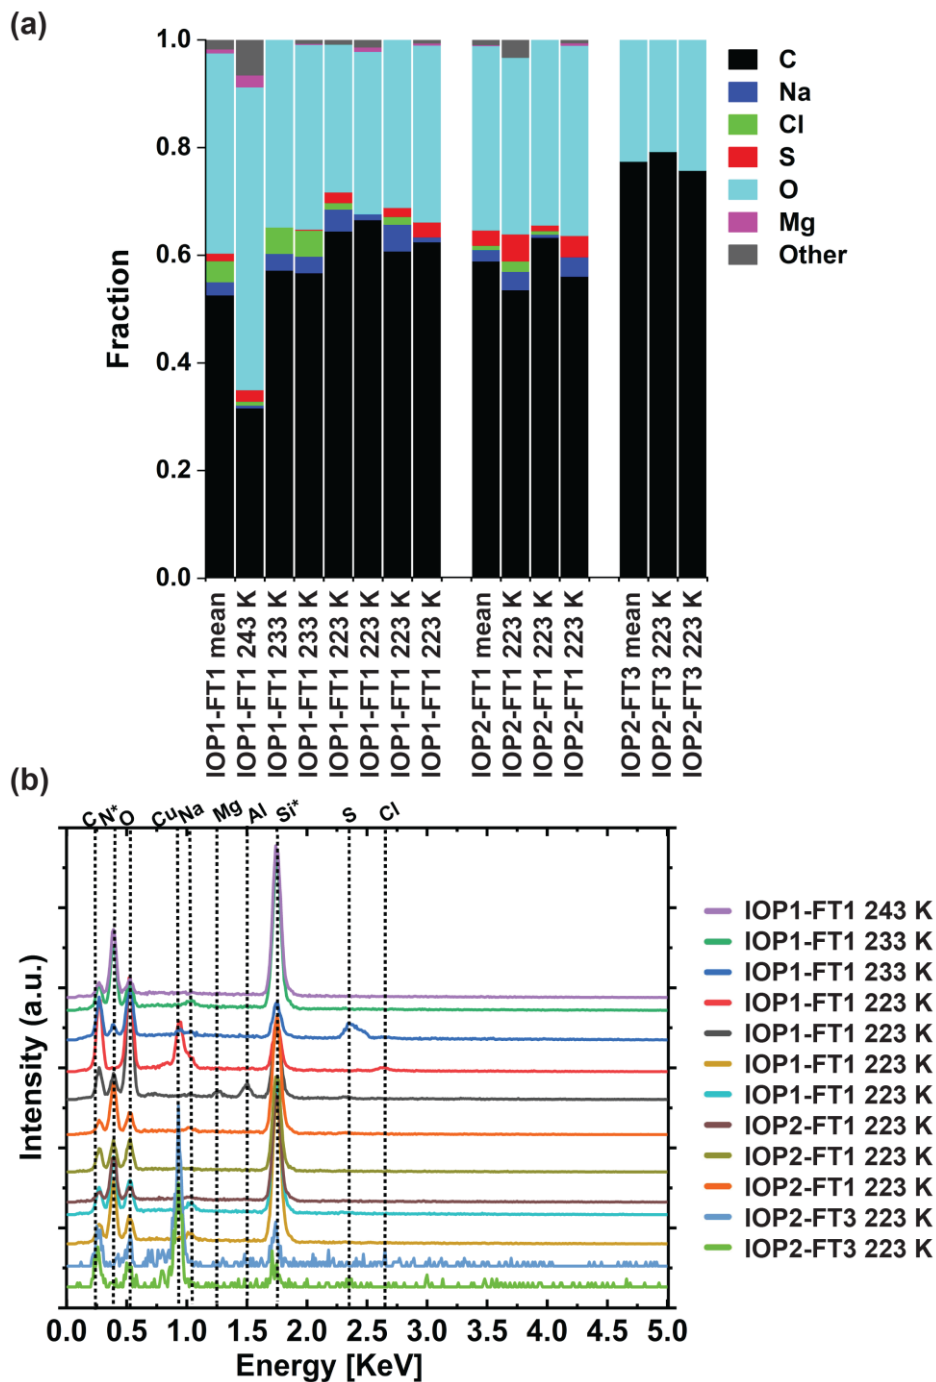 (a)
1.0
0.8
0.6
0.4
0.2
0.0
Fraction
C
Na
Cl
S
O
Mg
Other
IOP1-FT1 mean
IOP1-FT1 243 K
IOP1-FT1 233 K
IOP1-FT1 233 K
IOP1-FT1 223 K
IOP1-FT1 223 K
IOP1-FT1 223 K
IOP1-FT1 223 K
IOP2-FT1 mean
IOP2-FT1 223 K
IOP2-FT1 223 K
IOP2-FT1 223 K
IOP2-FT3 mean
IOP2-FT3 223 K
IOP2-FT3 223 K
(b)
C N* O Cu Na Mg Al Si* S Cl
Intensity (a.u.)
IOP1-FT1 243 K
IOP1-FT1 233 K
IOP1-FT1 233 K
IOP1-FT1 223 K
IOP1-FT1 223 K
IOP1-FT1 223 K
IOP1-FT1 223 K
IOP2-FT1 223 K
IOP2-FT1 223 K
IOP2-FT1 223 K
IOP2-FT3 223 K
IOP2-FT3 223 K
0.0 0.5 1.0 1.5 2.0 2.5 3.0 3.5 4.0 4.5 5.0
Energy [KeV]